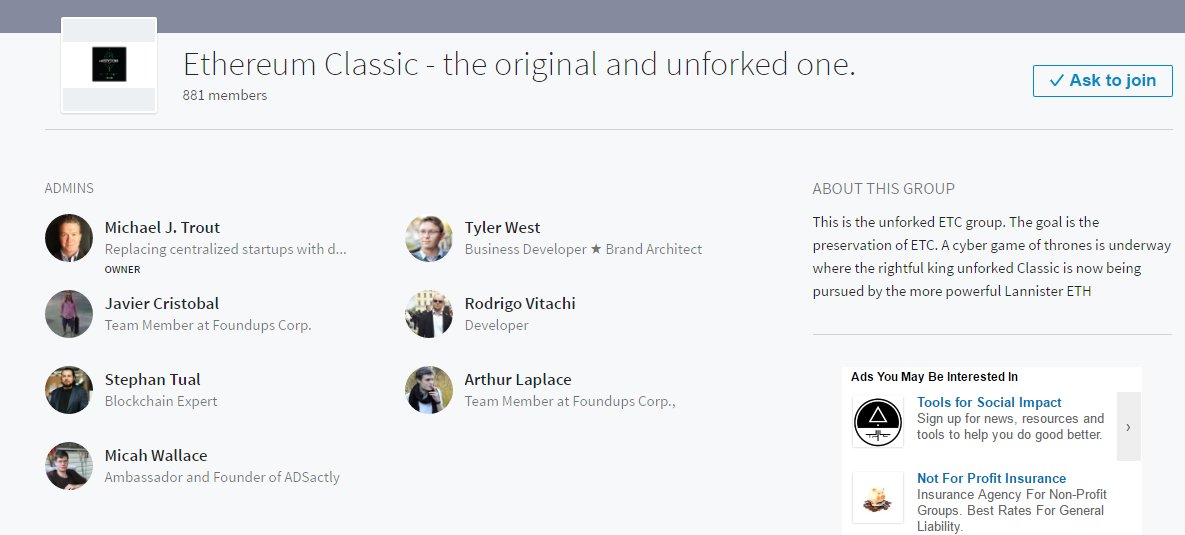 Ethereum Classic - the original and unforked one.
881 members
✓ Ask to join
ADMINS
Michael J. Trout
Replacing centralized startups with d...
OWNER
Tyler West
Business Developer ★ Brand Architect
Javier Cristobal
Team Member at Foundups Corp.
Rodrigo Vitachi
Developer
Stephan Tual
Blockchain Expert
Arthur Laplace
Team Member at Foundups Corp.,
Micah Wallace
Ambassador and Founder of ADSactly
ABOUT THIS GROUP
This is the unforked ETC group. The goal is the
preservation of ETC. A cyber game of thrones is underway
where the rightful king unforked Classic is now being
pursued by the more powerful Lannister ETH
Ads You May Be Interested In
Tools for Social Impact
Sign up for news, resources and
tools to help you do good better.
›
Not For Profit Insurance
Insurance Agency For Non-Profit
Groups. Best Rates For General
Liability.